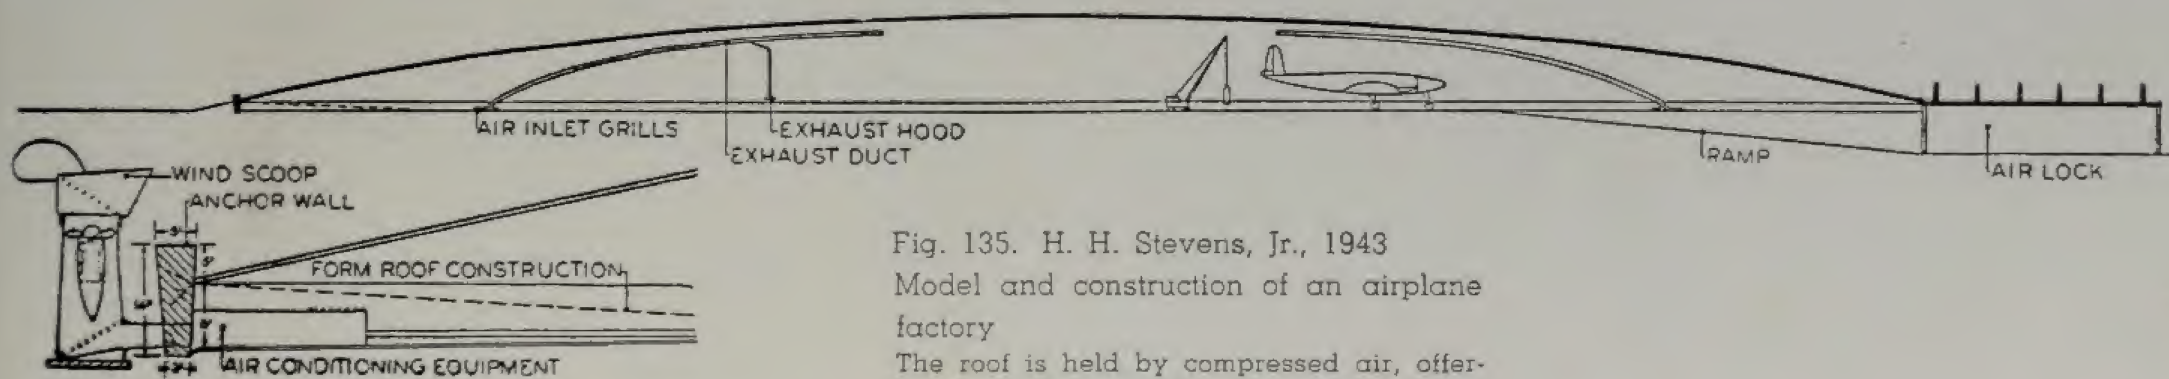 AIR INLET GRILLS
EXHAUST HOOD
EXHAUST DUCT
RAMP
AIR LOCK
WIND SCOOP
ANCHOR WALL
FORM ROOF CONSTRUCTION
AIR CONDITIONING EQUIPMENT
Fig. 135. H. H. Stevens, Jr., 1943
Model and construction of an airplane
factory
The roof is held by compressed air, offer-